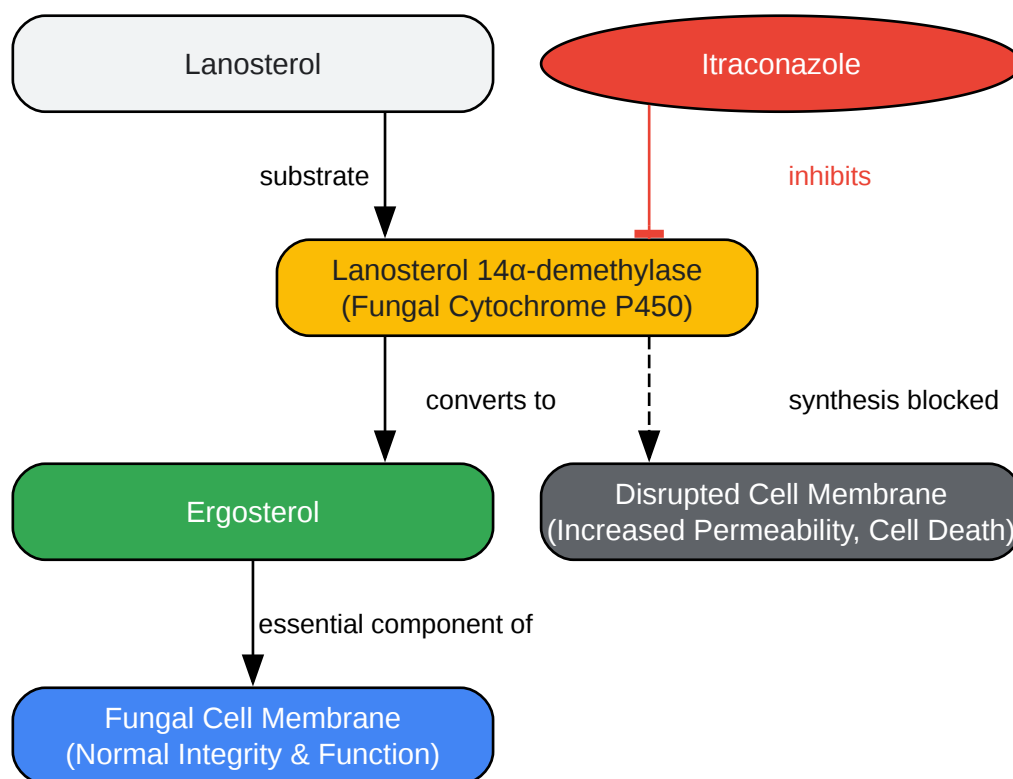 Lanosterol
Itraconazole
substrate
inhibits
Lanosterol 14α-demethylase
(Fungal Cytochrome P450)
converts to
synthesis blocked
Ergosterol
Disrupted Cell Membrane
(Increased Permeability, Cell Death)
essential component of
Fungal Cell Membrane
(Normal Integrity & Function)